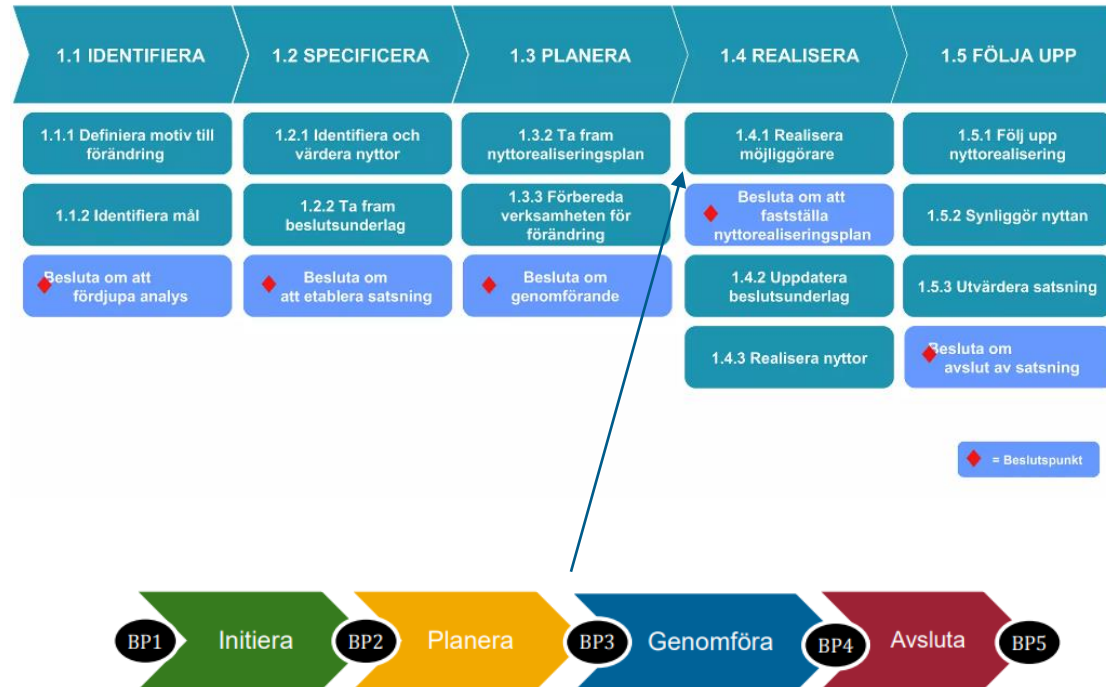 1.1 IDENTIFIERA
1.2 SPECIFICERA
1.3 PLANERA
1.4 REALISERA
1.5 FÖLJA UPP
1.1.1 Definiera motiv till
förändring
1.1.2 Identifiera mål
Besluta om att
fördjupa analys
1.2.1 Identifiera och
värdera nyttor
1.2.2 Ta fram
beslutsunderlag
Besluta om
att etablera satsning
1.3.2 Ta fram
nyttorealiseringsplan
1.3.3 Förbereda
verksamheten för
förändring
Besluta om
genomförande
1.4.1 Realisera
möjliggörare
Besluta om att
fastställa
nyttorealiseringsplan
1.4.2 Uppdatera
beslutsunderlag
1.4.3 Realisera nyttor
1.5.1 Följ upp
nyttorealisering
1.5.2 Synliggör nyttan
1.5.3 Utvärdera satsning
Besluta om
avslut av satsning
= Beslutspunkt
BP1
Initiera
BP2
Planera
BP3
Genomföra
BP4
Avsluta
BP5